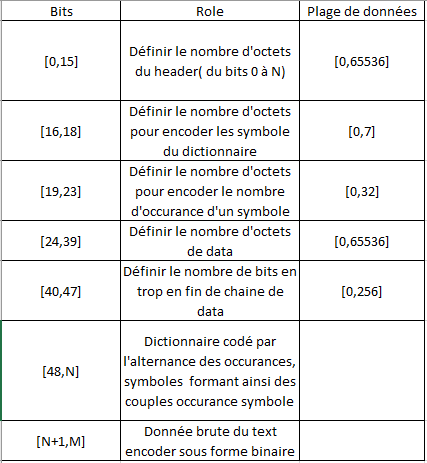 Bits Role Plage de données
[0,15] Définir le nombre d'octets du header( du bits 0 à N) [0,65536]
[16,18] Définir le nombre d'octets pour encoder les symbole du dictionnaire [0,7]
[19,23] Définir le nombre d'octets pour encoder le nombre d'occurance d'un symbole [0,32]
[24,39] Définir le nombre d'octets de data [0,65536]
[40,47] Définir le nombre de bits en trop en fin de chaine de data [0,256]
[48,N] Dictionnaire codé par l'alternance des occurances, symboles formant ainsi des couples occurance symbole
[N+1,M] Donnée brute du text encoder sous forme binaire